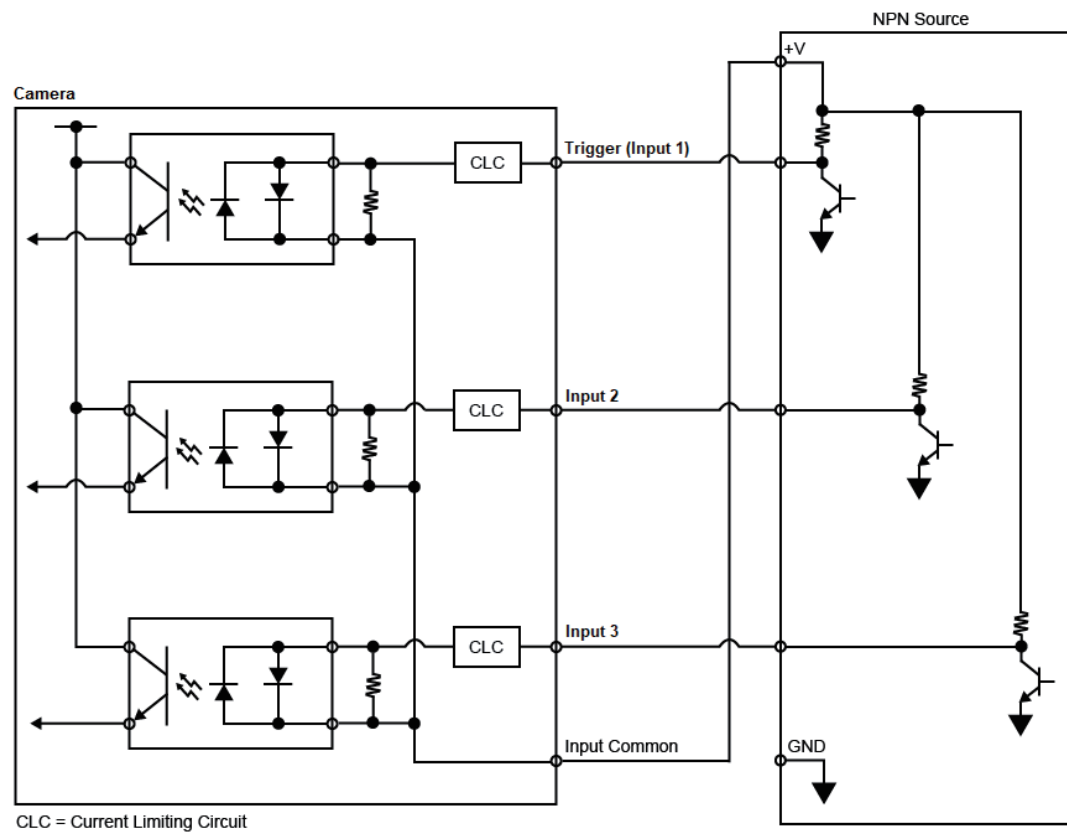 NPN Source
+V
Camera
CLC
Trigger (Input 1)
CLC
Input 2
CLC
Input 3
Input Common
GND
CLC = Current Limiting Circuit